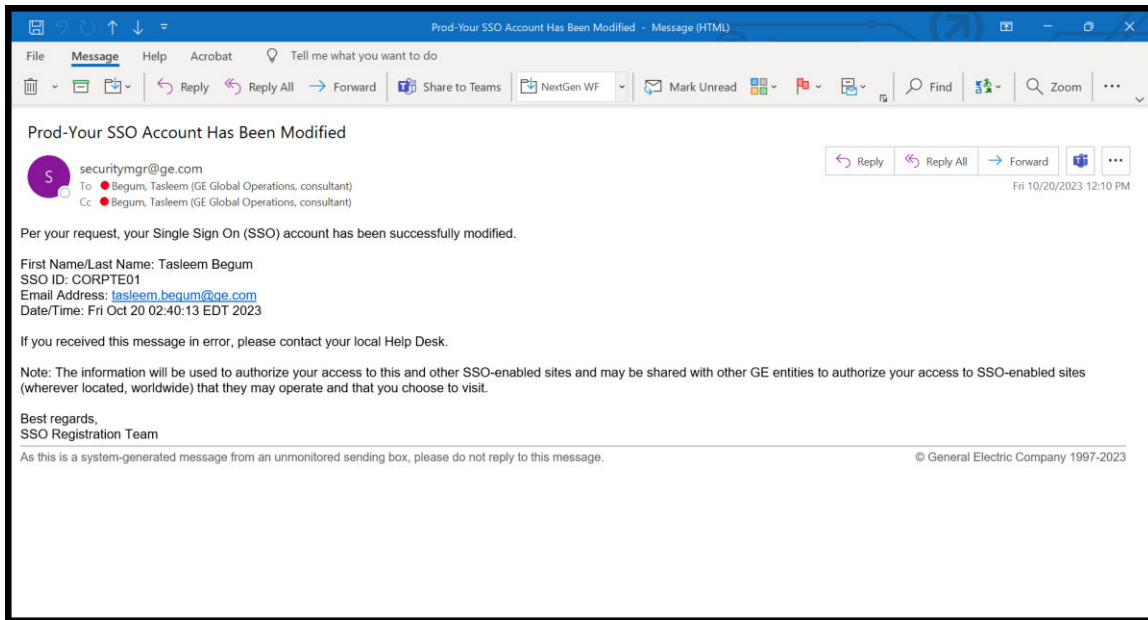 Prod-Your SSO Account Has Been Modified - Message (HTML)
File Message Help Acrobat Tell me what you want to do
Reply Reply All Forward Share to Teams NextGen WF Mark Unread Find Zoom
Prod-Your SSO Account Has Been Modified
S
securitymgr@ge.com
To Begum, Tasleem (GE Global Operations, consultant)
Cc Begum, Tasleem (GE Global Operations, consultant)
Reply Reply All Forward
Fri 10/20/2023 12:10 PM
Per your request, your Single Sign On (SSO) account has been successfully modified.
First Name/Last Name: Tasleem Begum
SSO ID: CORPTE01
Email Address: tasleem.begum@ge.com
Date/Time: Fri Oct 20 02:40:13 EDT 2023
If you received this message in error, please contact your local Help Desk.
Note: The information will be used to authorize your access to this and other SSO-enabled sites and may be shared with other GE entities to authorize your access to SSO-enabled sites
(wherever located, worldwide) that they may operate and that you choose to visit.
Best regards,
SSO Registration Team
As this is a system-generated message from an unmonitored sending box, please do not reply to this message. © General Electric Company 1997-2023